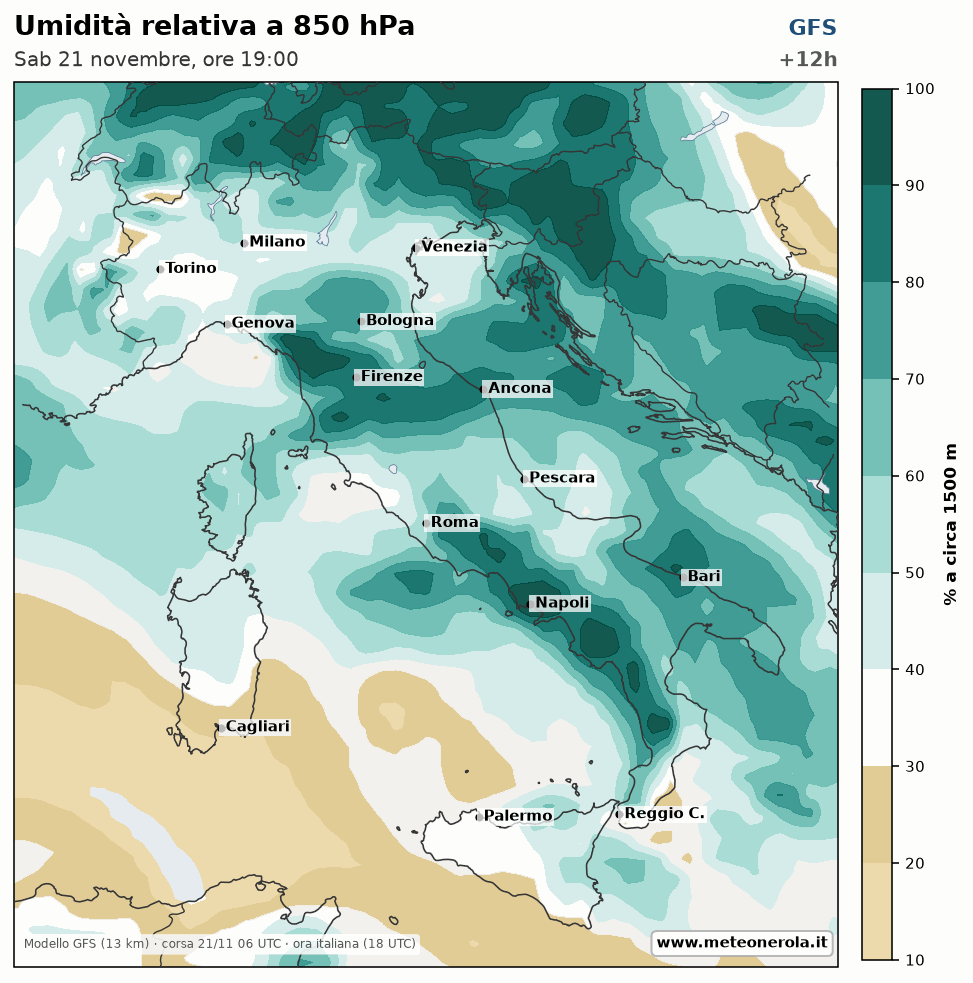 Umidità relativa a 850 hPa
GFS
Sab 21 novembre, ore 19:00
+12h
100
90
80
70
60
50
40
30
20
10
% a circa 1500 m
Milano
Venezia
Torino
Genova
Bologna
Firenze
Ancona
Pescara
Roma
Bari
Napoli
Cagliari
Palermo
Reggio C.
Modello GFS (13 km) · corsa 21/11 06 UTC · ora italiana (18 UTC)
www.meteonerola.it